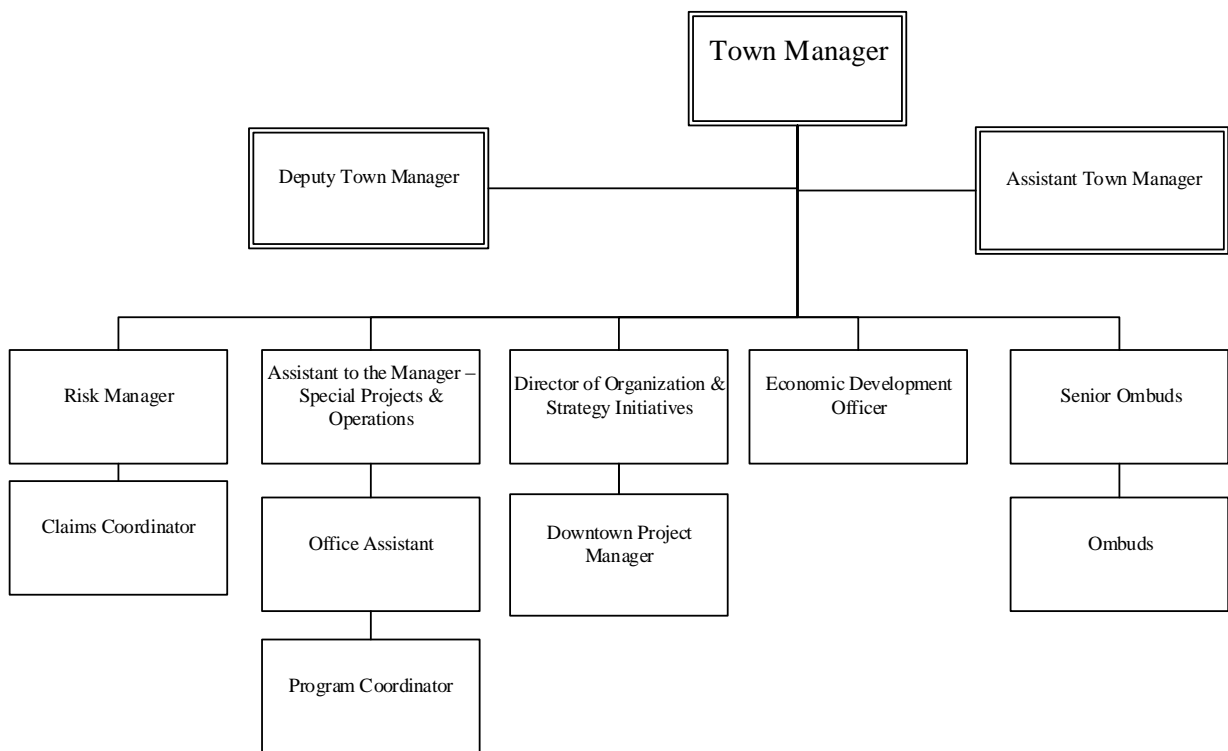 Town Manager
Deputy Town Manager
Assistant Town Manager
Risk Manager
Assistant to the Manager –
Special Projects &
Operations
Director of Organization &
Strategy Initiatives
Economic Development
Officer
Senior Ombuds
Claims Coordinator
Office Assistant
Downtown Project
Manager
Ombuds
Program Coordinator